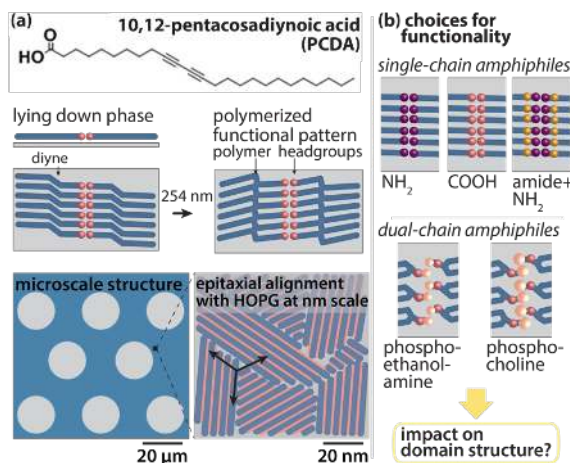 (a)
10,12-pentacosadiynoic acid
(PCDA)
O
HO
lying down phase
diyne
254 nm
polymerized
functional pattern
polymer headgroups
microscale structure
epitaxial alignment
with HOPG at nm scale
20 µm
20 nm
(b) choices for
functionality
single-chain amphiphiles
NH2
COOH
amide+
NH2
dual-chain amphiphiles
phospho-
ethanol-
amine
phospho-
choline
impact on
domain structure?